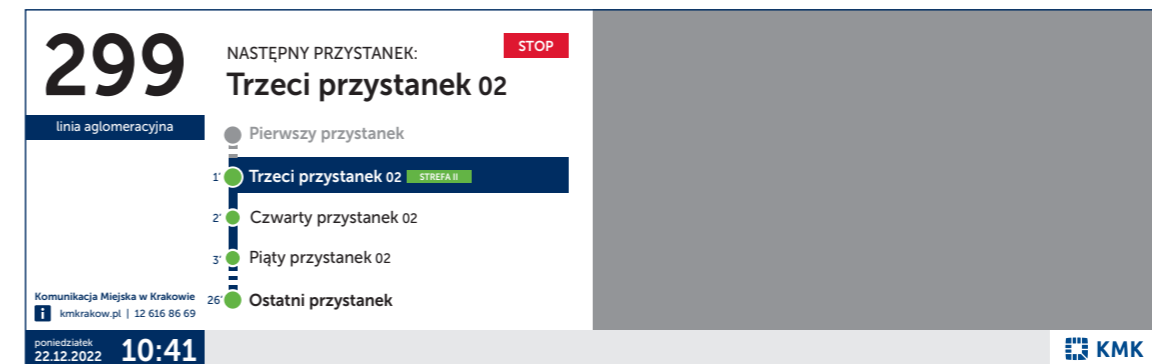 299
linia aglomeracyjna
NASTĘPNY PRZYSTANEK:
STOP
Trzeci przystanek 02
Pierwszy przystanek
1' Trzeci przystanek 02 STREFA II
2' Czwarty przystanek 02
3' Piąty przystanek 02
26' Ostatni przystanek
Komunikacja Miejska w Krakowie
i kmkrakow.pl | 12 616 86 69
poniedziałek
22.12.2022
10:41
KMK